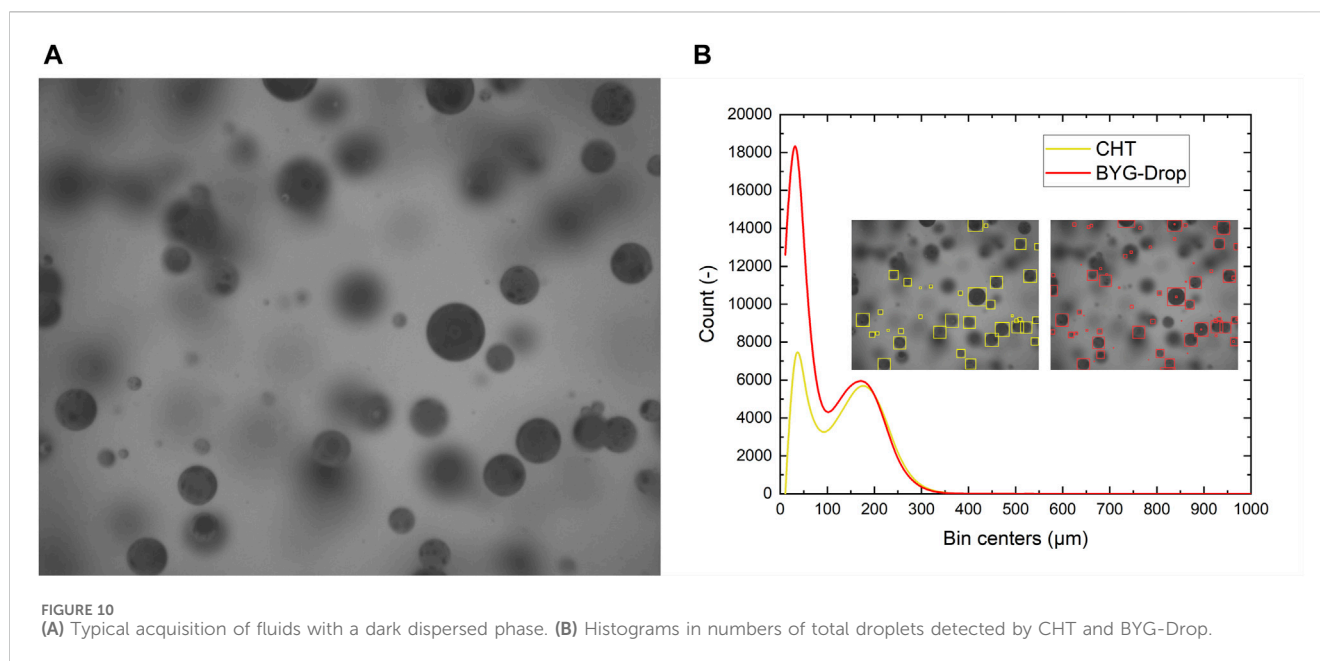 A
B
20000
18000
16000
14000
12000
10000
8000
6000
4000
2000
0
Count (-)
CHT
BYG-Drop
0 100 200 300 400 500 600 700 800 900 1000
Bin centers (µm)
FIGURE 10
(A) Typical acquisition of fluids with a dark dispersed phase. (B) Histograms in numbers of total droplets detected by CHT and BYG-Drop.